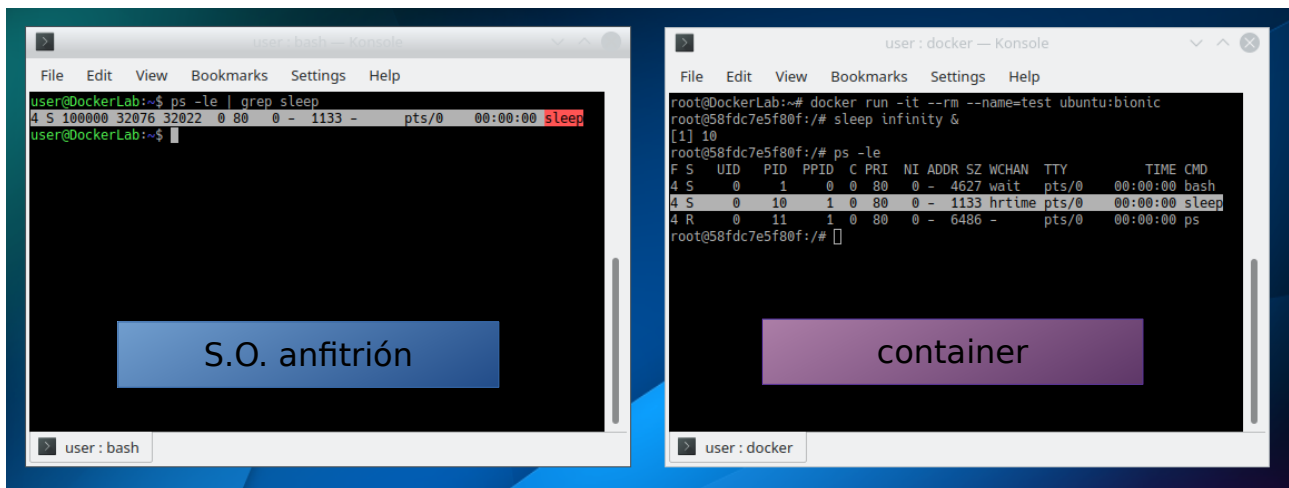 user : bash — Konsole
File Edit View Bookmarks Settings Help
user@DockerLab:~$ ps -le | grep sleep
4 S 100000 32076 32022  0 80   0 -  1133 -      pts/0    00:00:00 sleep
user@DockerLab:~$
S.O. anfitrión
user : bash
user : docker — Konsole
File Edit View Bookmarks Settings Help
root@DockerLab:~# docker run -it --rm --name=test ubuntu:bionic
root@58fdc7e5f80f:/# sleep infinity &
[1] 10
root@58fdc7e5f80f:/# ps -le
F S   UID   PID  PPID  C PRI  NI ADDR SZ WCHAN  TTY          TIME CMD
4 S     0     1     0  0  80   0 -  4627 wait   pts/0    00:00:00 bash
4 S     0    10     1  0  80   0 -  1133 hrtime pts/0    00:00:00 sleep
4 R     0    11     1  0  80   0 -  6486 -      pts/0    00:00:00 ps
root@58fdc7e5f80f:/#
container
user : docker